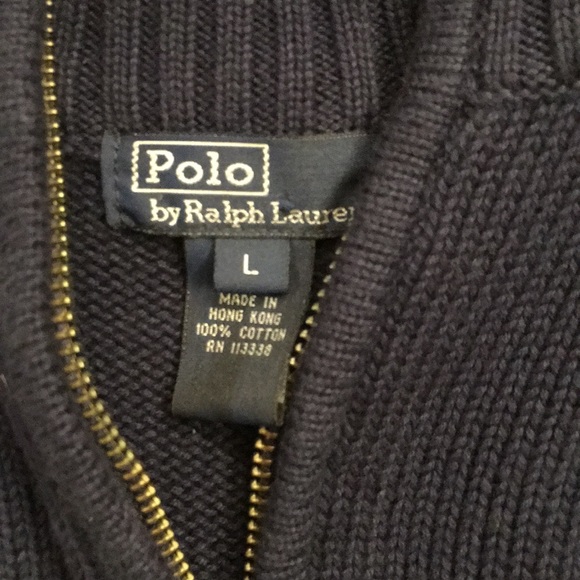 Polo
by Ralph Lauren
L
MADE IN
HONG KONG
100% COTTON
RN 113338